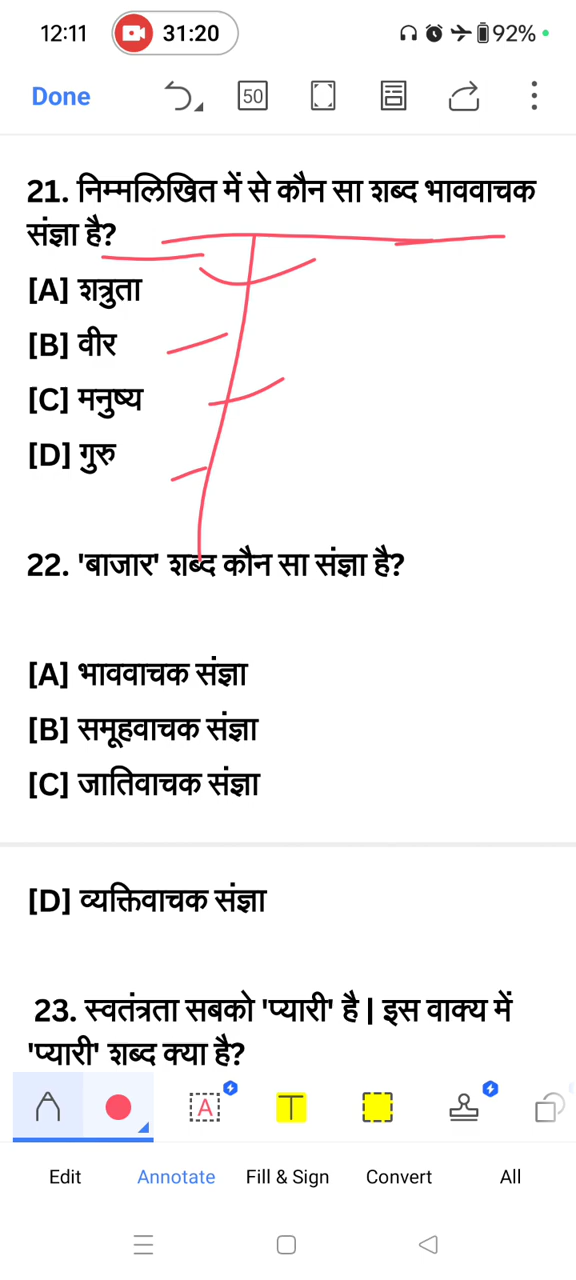 12:11 31:20 92%
Done 50
21. निम्मलिखित में से कौन सा शब्द भाववाचक
संज्ञा है?
[A] शत्रुता
[B] वीर
[C] मनुष्य
[D] गुरु
22. 'बाजार' शब्द कौन सा संज्ञा है?
[A] भाववाचक संज्ञा
[B] समूहवाचक संज्ञा
[C] जातिवाचक संज्ञा
[D] व्यक्तिवाचक संज्ञा
23. स्वतंत्रता सबको 'प्यारी' है | इस वाक्य में
'प्यारी' शब्द क्या है?
A T
Edit Annotate Fill & Sign Convert All